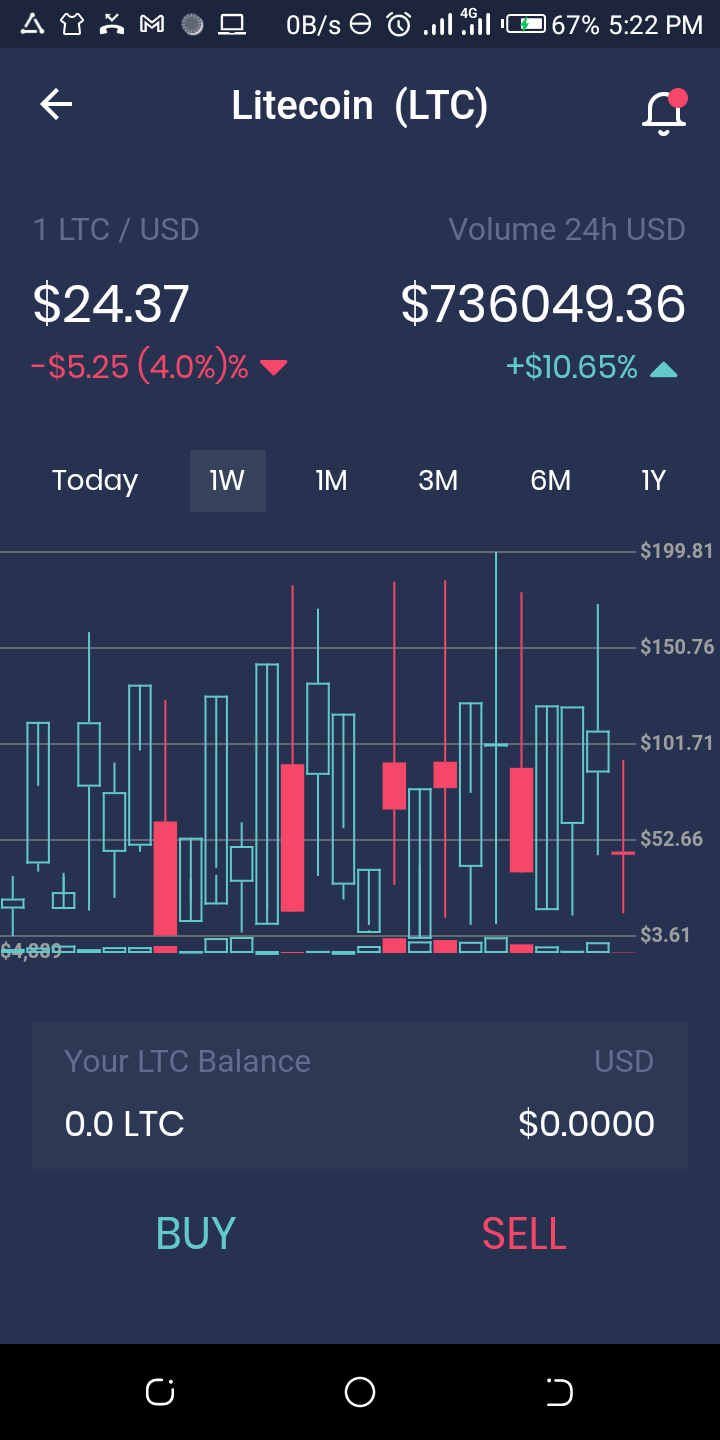 0B/s 4G 67% 5:22 PM
Litecoin (LTC)
1 LTC / USD Volume 24h USD
$24.37 $736049.36
-$5.25 (4.0%)% +$10.65%
Today 1W 1M 3M 6M 1Y
$199.81
$150.76
$101.71
$52.66
$3.61
$4,889
Your LTC Balance USD
0.0 LTC $0.0000
BUY SELL